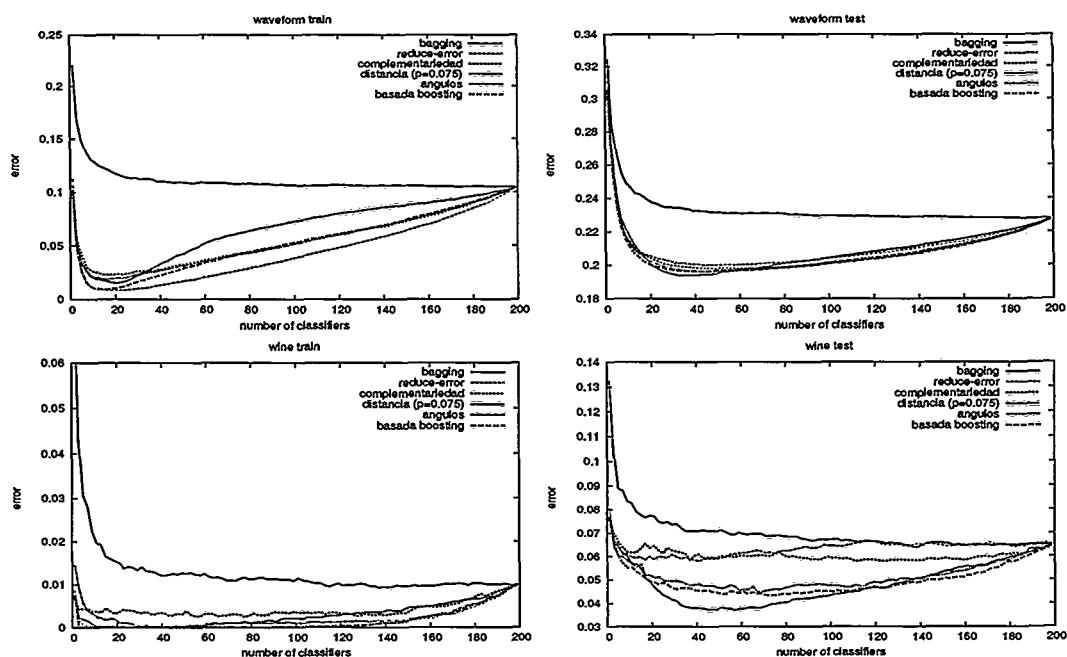 waveform train
0.25
0.2
0.15
0.1
0.05
0
error
bagging
reduce-error
complementariedad
distancia (p=0.075)
angulos
basada boosting
0 20 40 60 80 100 120 140 160 180 200
number of classifiers
waveform test
0.34
0.32
0.3
0.28
0.26
0.24
0.22
0.2
0.18
error
bagging
reduce-error
complementariedad
distancia (p=0.075)
angulos
basada boosting
0 20 40 60 80 100 120 140 160 180 200
number of classifiers
wine train
0.06
0.05
0.04
0.03
0.02
0.01
0
error
bagging
reduce-error
complementariedad
distancia (p=0.075)
angulos
basada boosting
0 20 40 60 80 100 120 140 160 180 200
number of classifiers
wine test
0.14
0.13
0.12
0.11
0.1
0.09
0.08
0.07
0.06
0.05
0.04
0.03
error
bagging
reduce-error
complementariedad
distancia (p=0.075)
angulos
basada boosting
0 20 40 60 80 100 120 140 160 180 200
number of classifiers